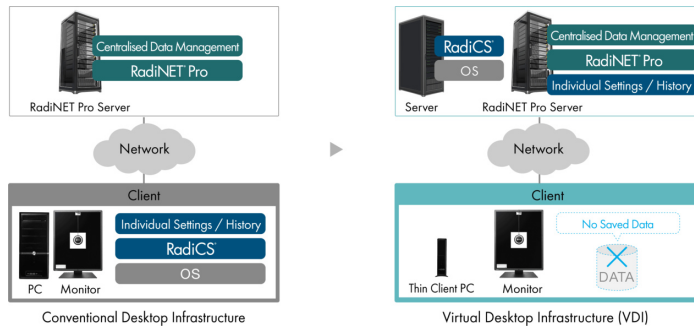 Centralised Data Management
RadiNET® Pro
RadiNET Pro Server
Network
Client
Individual Settings / History
RadiCS®
OS
PC
Monitor
Conventional Desktop Infrastructure
RadiCS®
OS
Server
Centralised Data Management
RadiNET® Pro
Individual Settings / History
RadiNET Pro Server
Network
Client
No Saved Data
DATA
Thin Client PC
Monitor
Virtual Desktop Infrastructure (VDI)